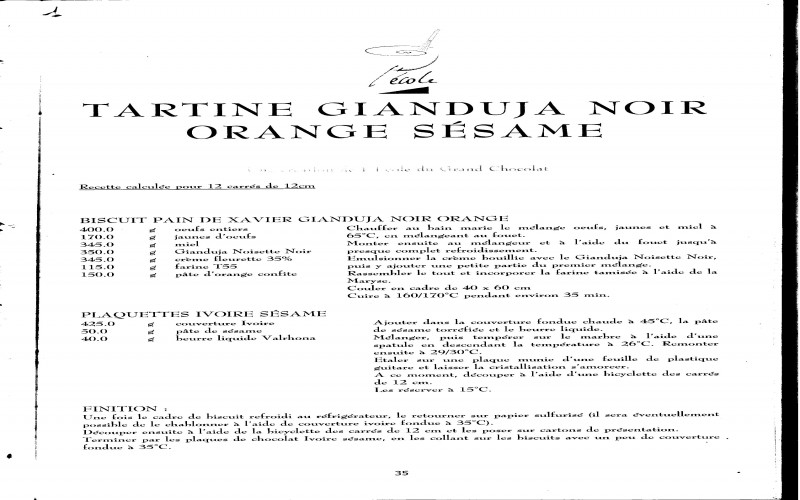 1
l'école
TARTINE GIANDUJA NOIR
ORANGE SÉSAME
du Grand Chocolat
Recette calculée pour 12 carrés de 12cm
BISCUIT PAIN DE XAVIER GIANDUJA NOIR ORANGE
400.0 g oeufs entiers
170.0 g jaunes d'oeufs
345.0 g miel
350.0 g Gianduja Noisette Noir
345.0 g crème fleurette 35%
115.0 g farine T55
150.0 g pâte d'orange confite
Chauffer au bain marie le mélange oeufs, jaunes et miel à
65°C, en mélangeant au fouet.
Monter ensuite au mélangeur et à l'aide du fouet jusqu'à
presque complet refroidissement.
Emulsionner la crème bouillie avec le Gianduja Noisette Noir,
puis y ajouter une petite partie du premier mélange.
Rassembler le tout et incorporer la farine tamisée à l'aide de la
Maryse.
Couler en cadre de 40 x 60 cm
Cuire à 160/170°C pendant environ 35 min.
PLAQUETTES IVOIRE SÉSAME
425.0 g couverture Ivoire
50.0 g pâte de sésame
40.0 g beurre liquide Valrhona
Ajouter dans la couverture fondue chaude à 45°C, la pâte
de sésame torréfiée et le beurre liquide.
Mélanger, puis tempérer sur le marbre à l'aide d'une
spatule en descendant la température à 26°C. Remonter
ensuite à 29/30°C.
Etaler sur une plaque munie d'une feuille de plastique
guitare et laisser la cristallisation s'amorcer.
A ce moment, découper à l'aide d'une bicyclette des carrés
de 12 cm.
Les réserver à 15°C.
FINITION :
Une fois le cadre de biscuit refroidi au réfrigérateur, le retourner sur papier sulfurisé (il sera éventuellement
possible de le chablonner à l'aide de couverture ivoire fondue à 35°C).
Découper ensuite à l'aide de la bicyclette des carrés de 12 cm et les poser sur cartons de présentation.
Terminer par les plaques de chocolat Ivoire sésame, en les collant sur les biscuits avec un peu de couverture
fondue à 35°C.
35